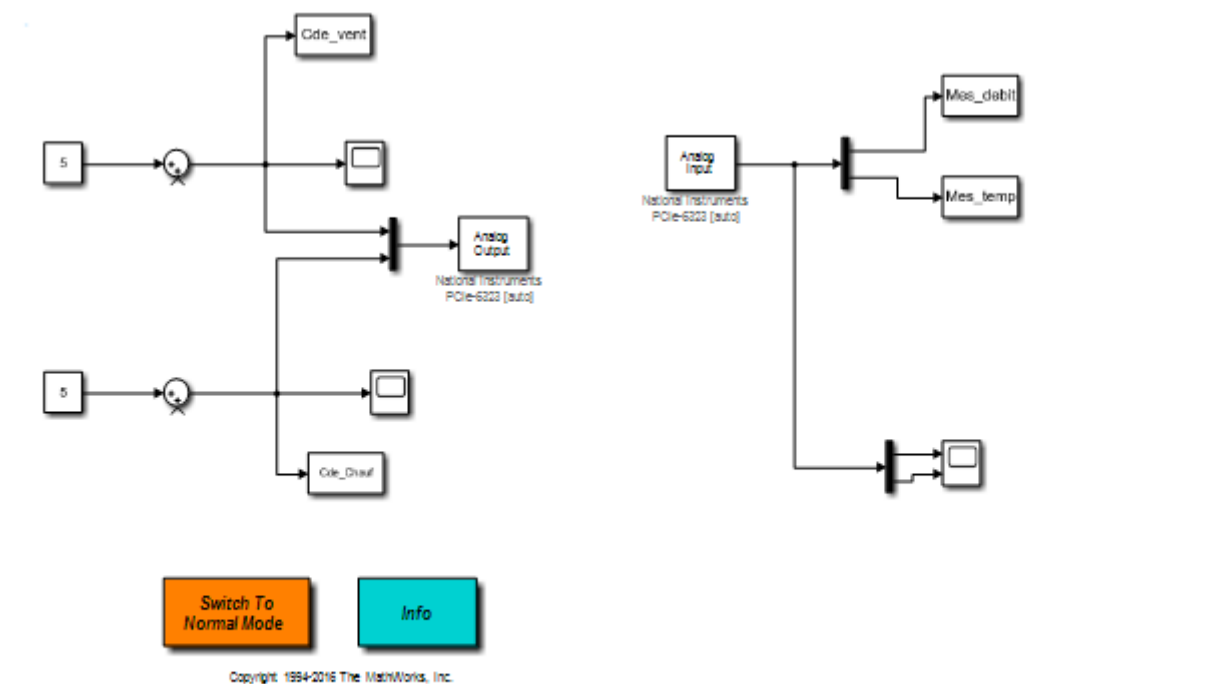 Cde_vent
5
Analog
Output
National Instruments
PCIe-6323 [auto]
5
Cde_Chauf
Analog
Input
National Instruments
PCIe-6323 [auto]
Mes_debit
Mes_temp
Switch To
Normal Mode
Info
Copyright 1994-2016 The MathWorks, Inc.